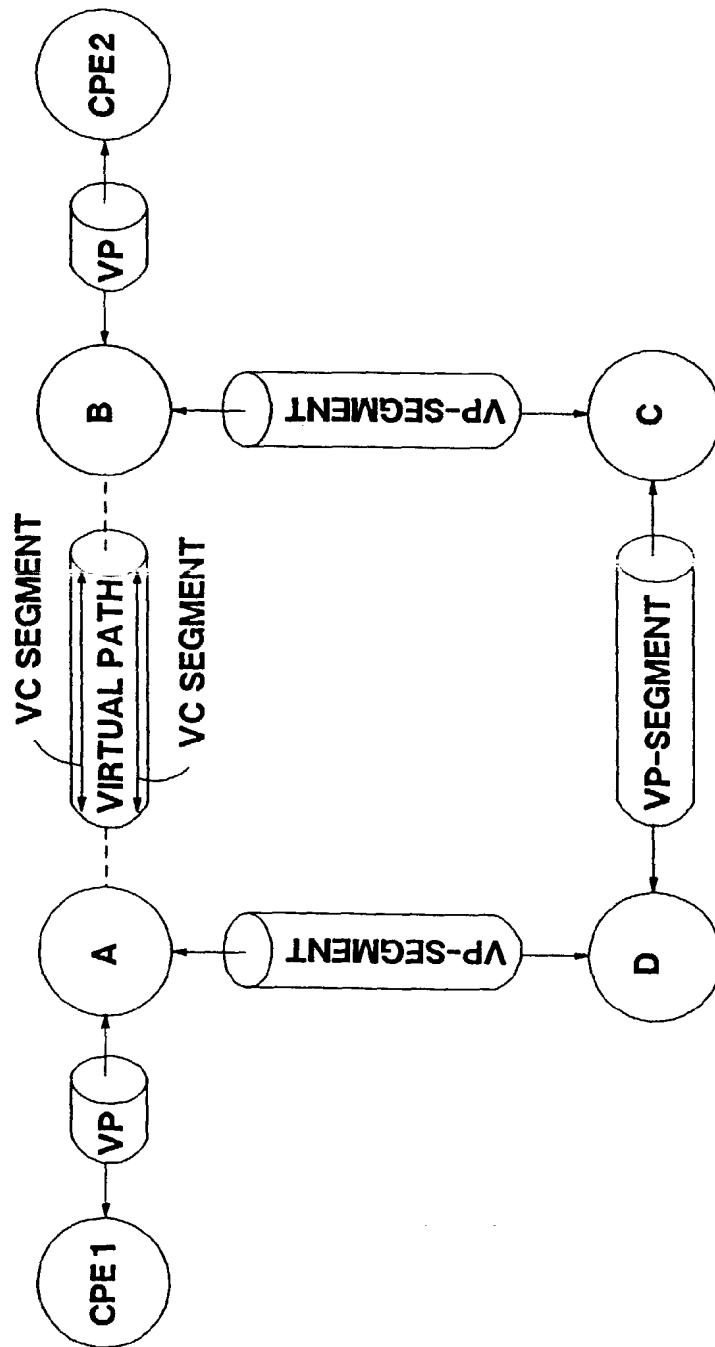 VC SEGMENT
CPE1
VP
A
VIRTUAL PATH
B
VP
CPE2
VC SEGMENT
VP-SEGMENT
VP-SEGMENT
D
VP-SEGMENT
C